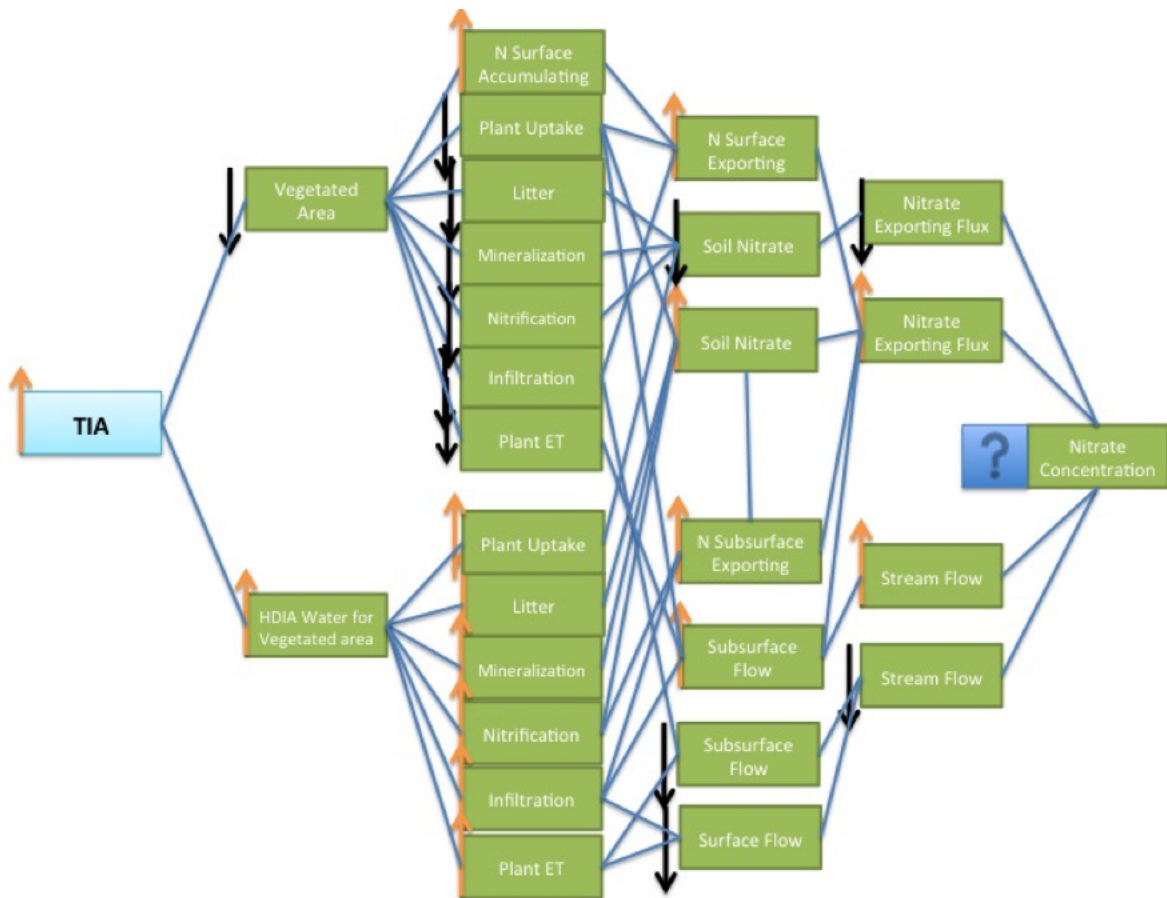 N Surface
Accumulating
Plant Uptake
Litter
Mineralization
Nitrification
Infiltration
Plant ET
N Surface
Exporting
Vegetated
Area
Nitrate
Exporting Flux
Soil Nitrate
Soil Nitrate
Nitrate
Exporting Flux
TIA
?
Nitrate
Concentration
Plant Uptake
Litter
Mineralization
Nitrification
Infiltration
Plant ET
HDIA Water for
Vegetated area
N Subsurface
Exporting
Subsurface
Flow
Subsurface
Flow
Surface Flow
Stream Flow
Stream Flow